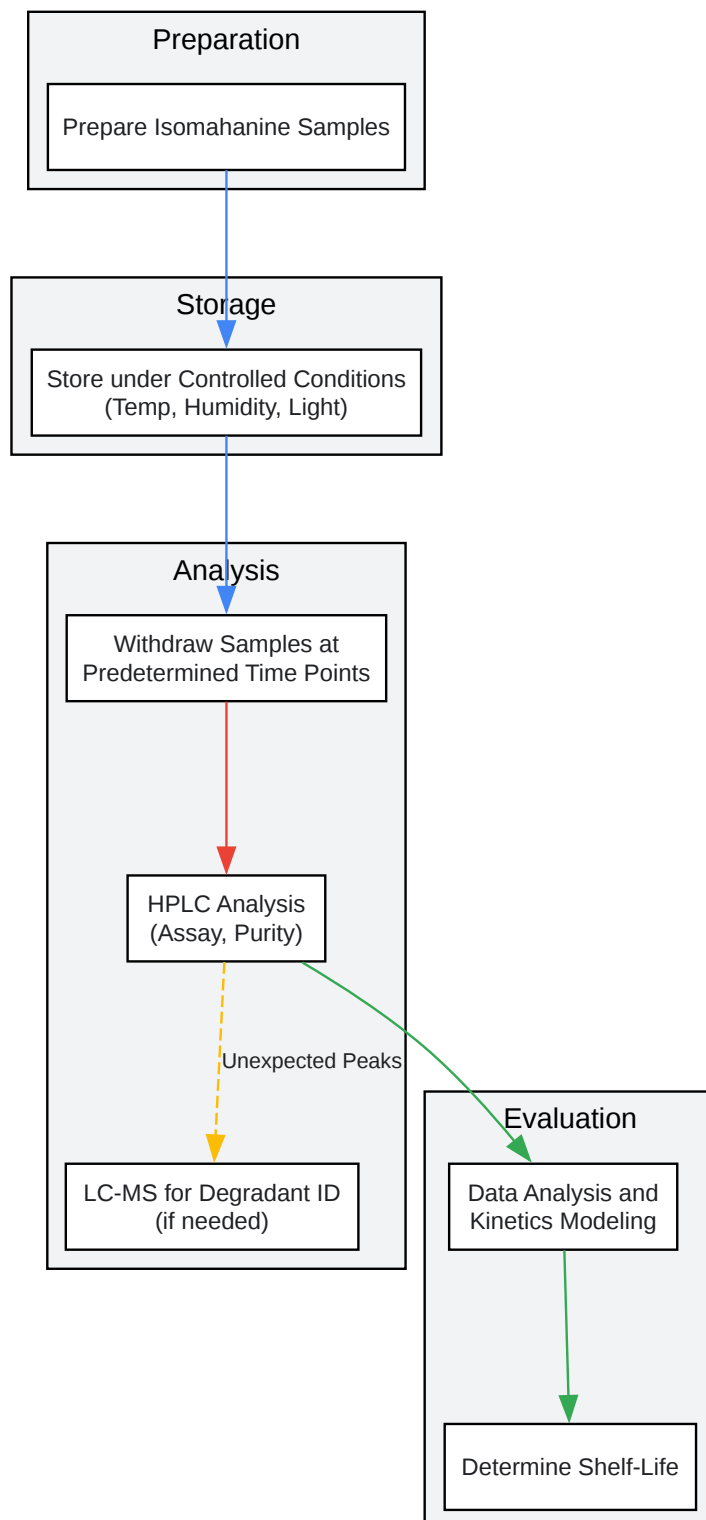 Preparation
Prepare Isomahanine Samples
Storage
Store under Controlled Conditions
(Temp, Humidity, Light)
Analysis
Withdraw Samples at
Predetermined Time Points
HPLC Analysis
(Assay, Purity)
Unexpected Peaks
LC-MS for Degradant ID
(if needed)
Evaluation
Data Analysis and
Kinetics Modeling
Determine Shelf-Life